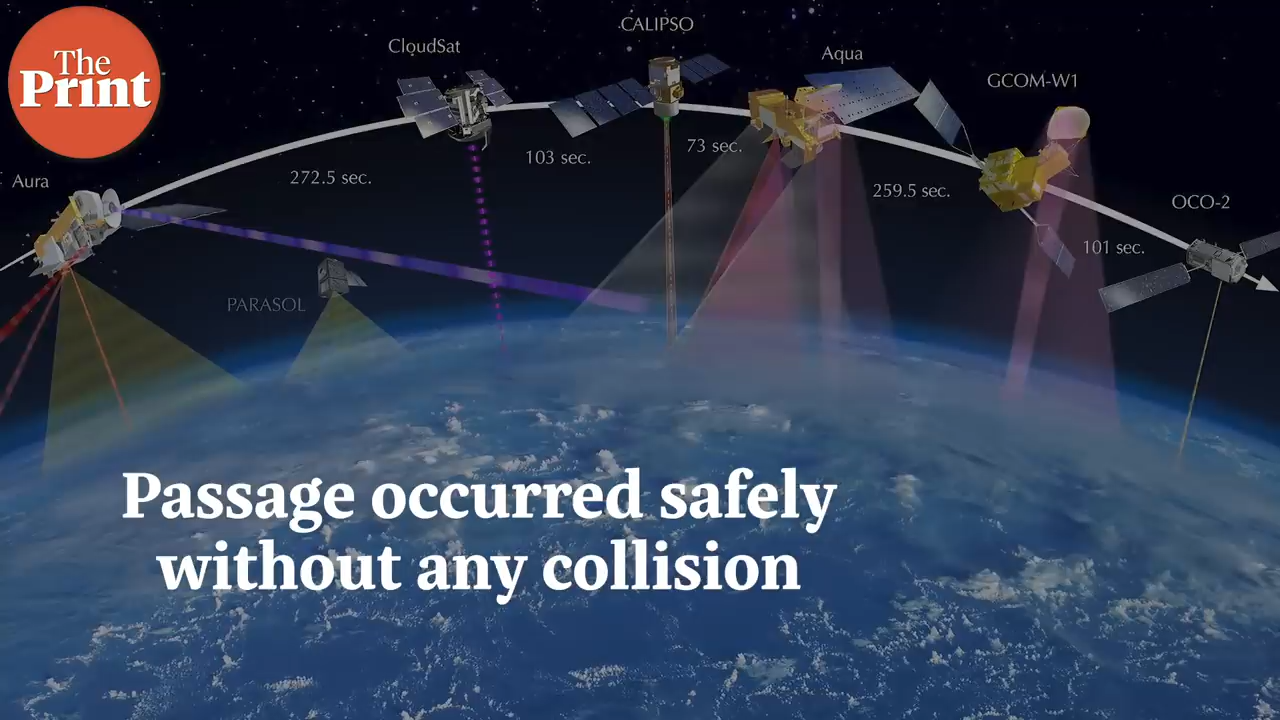 The
Print
CALIPSO
CloudSat
Aqua
GCOM-W1
103 sec.
73 sec.
272.5 sec.
259.5 sec.
Aura
OCO-2
101 sec.
PARASOL
Passage occurred safely
without any collision